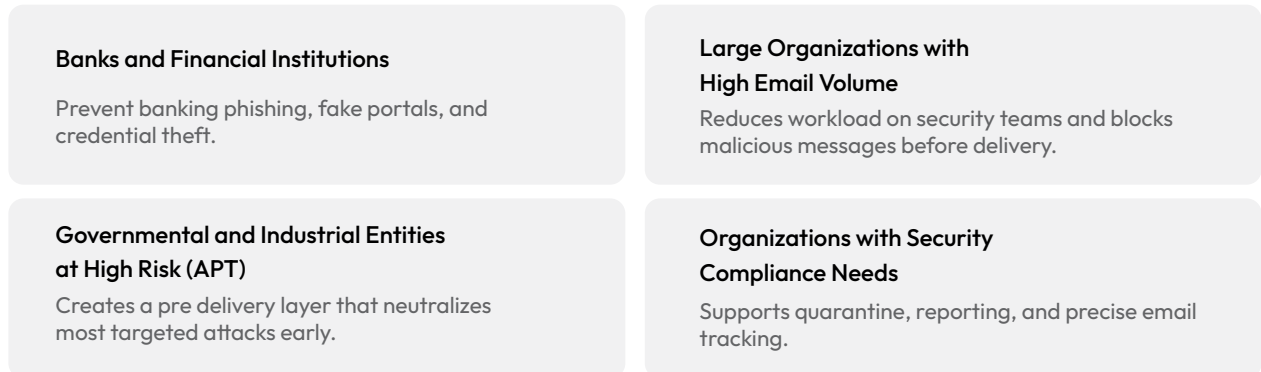 Banks and Financial Institutions
Prevent banking phishing, fake portals, and
credential theft.
Large Organizations with
High Email Volume
Reduces workload on security teams and blocks
malicious messages before delivery.
Governmental and Industrial Entities
at High Risk (APT)
Creates a pre delivery layer that neutralizes
most targeted attacks early.
Organizations with Security
Compliance Needs
Supports quarantine, reporting, and precise email
tracking.